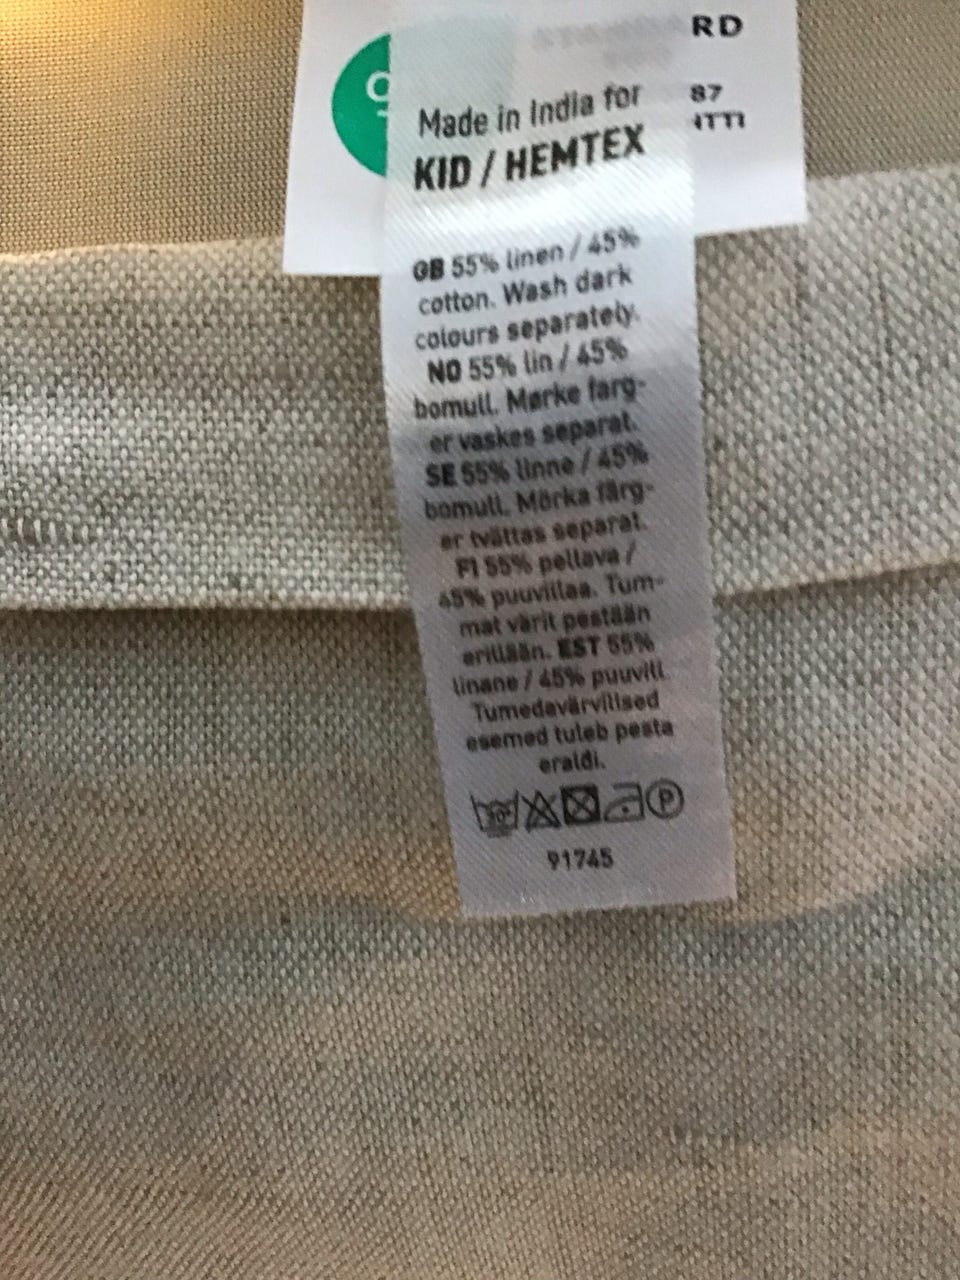 RD
87
Made in India for
KID / HEMTEX
GB 55% linen / 45%
cotton. Wash dark
colours separately.
NO 55% lin / 45%
bomull. Mørke farg-
er vaskes separat.
SE 55% linne / 45%
bomull. Mörka färg-
er tvättas separat.
FI 55% pellava /
45% puuvillaa. Tum-
mat värit pestään
erillään. EST 55%
linane / 45% puuvill.
Tumedavärvilised
esemed tuleb pesta
eraldi.
P
91745